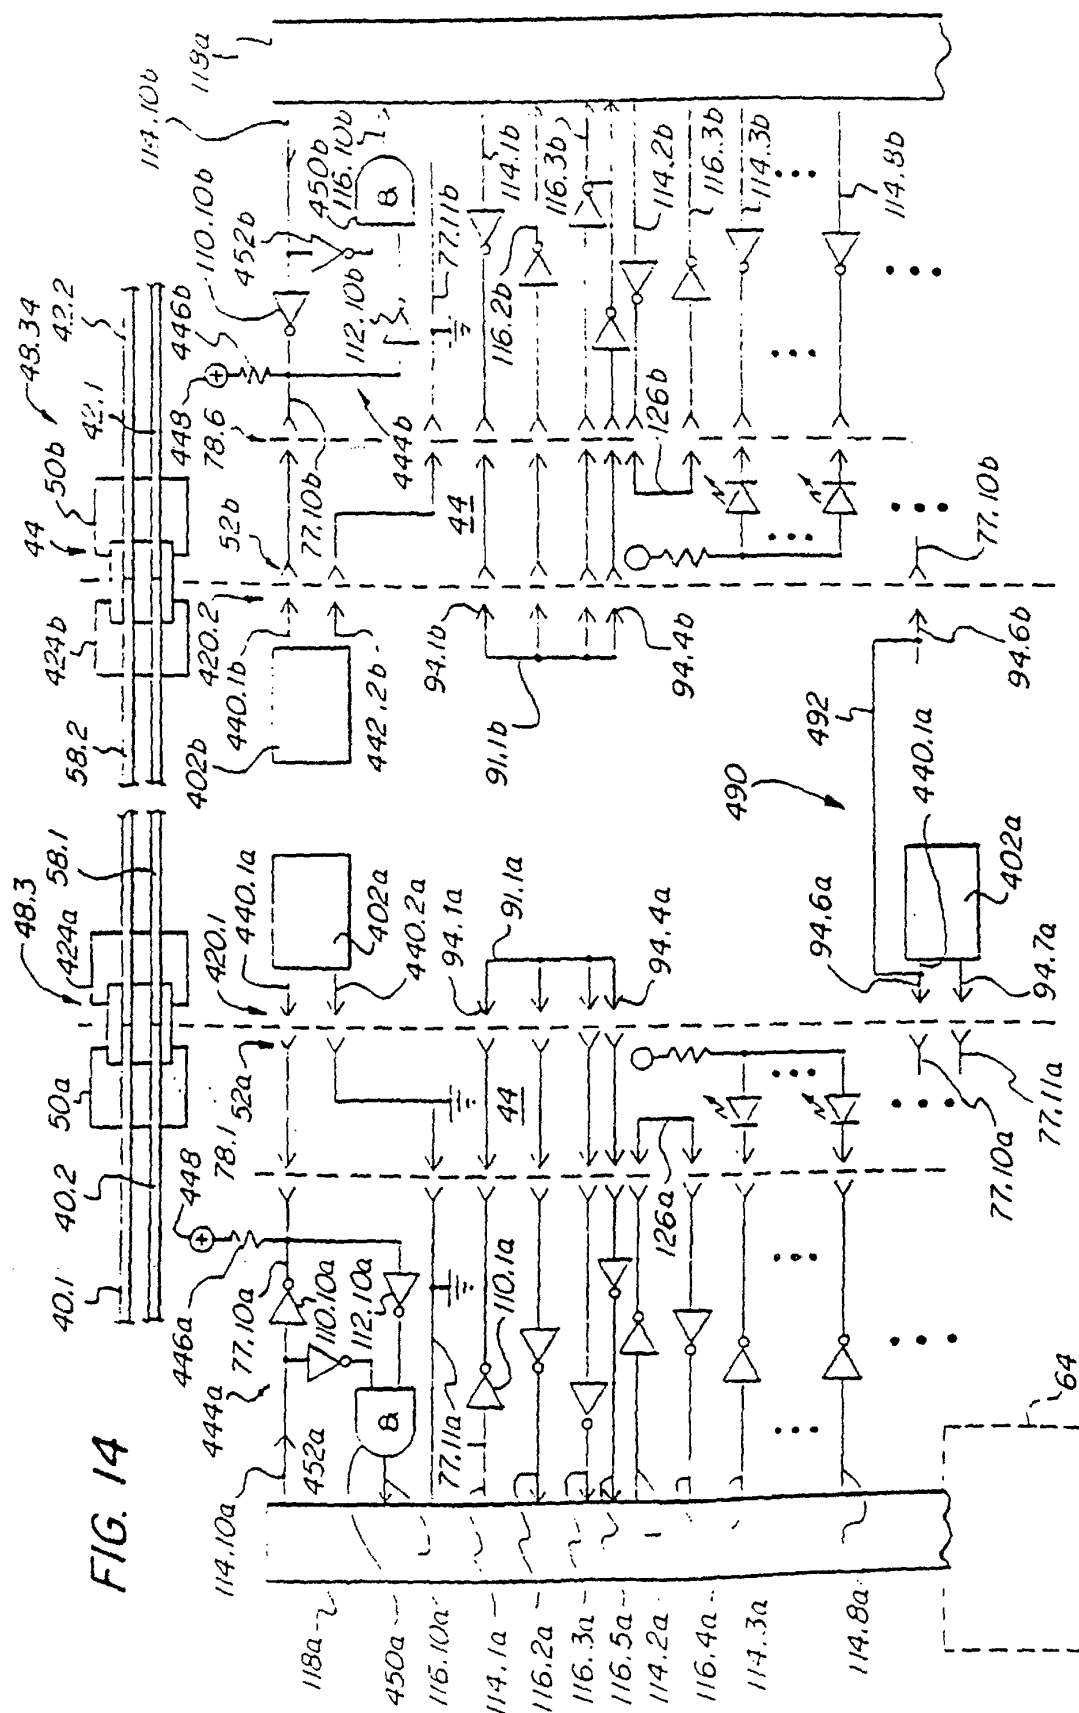 FIG. 14
40.1
40.2
50a
48.3
424a
58.1
58.2
424b
44
50b
48.34
42.1
42.2
114.10a
444a
446a
448
78.1
52a
420.1
440.1a
402a
440.2a
402b
440.1b
442.2b
420.2
52b
78.6
448
446b
110.10b
452b
450b
116.10b
114.10b
118a
452a
77.10a
110.10a
112.10a
77.10b
444b
112.10b
77.11b
77.11a
110.1a
44
94.1a
91.1a
94.4a
94.1b
91.1b
94.4b
44
126b
116.2b
114.1b
116.3b
114.2b
116.3b
114.3b
114.8b
126a
&
&
118a
450a
116.10a
114.1a
116.2a
116.3a
116.5a
114.2a
116.4a
114.3a
114.8a
64
77.10a
77.11a
94.6a
94.7a
402a
440.1a
490
492
94.6b
77.10b